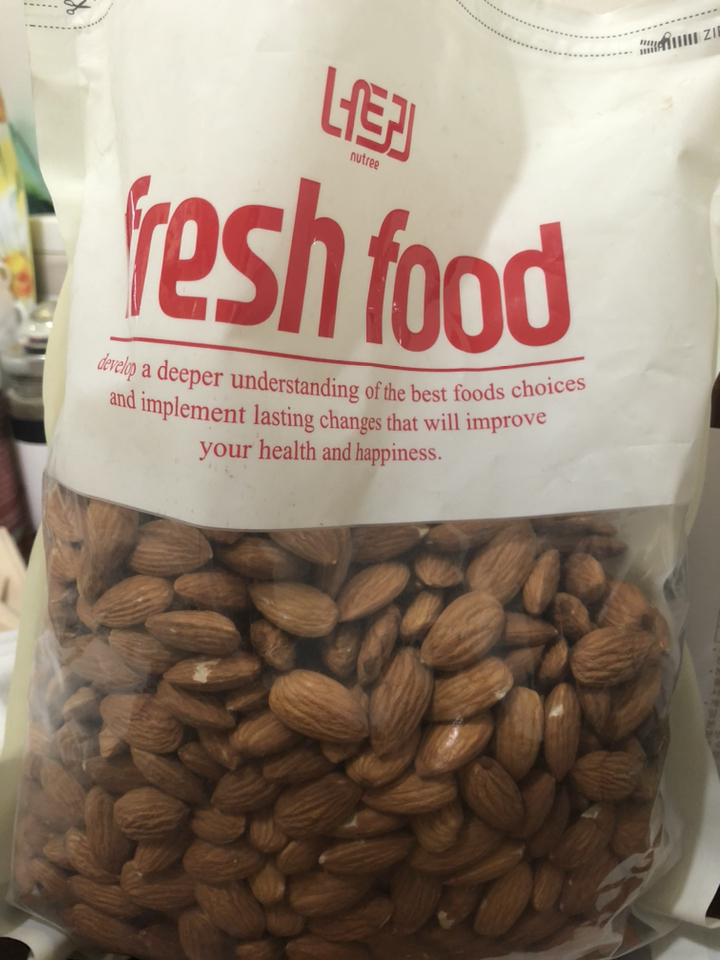 nutree
fresh food
develop a deeper understanding of the best foods choices
and implement lasting changes that will improve
your health and happiness.